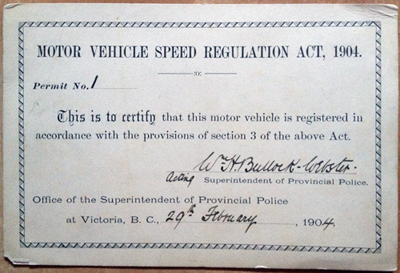 MOTOR VEHICLE SPEED REGULATION ACT, 1904.
Permit No. 1
This is to certify that this motor vehicle is registered in
accordance with the provisions of section 3 of the above Act.
W H Bullock-Webster.
acting Superintendent of Provincial Police.
Office of the Superintendent of Provincial Police
at Victoria, B. C., 29th February, 1904.